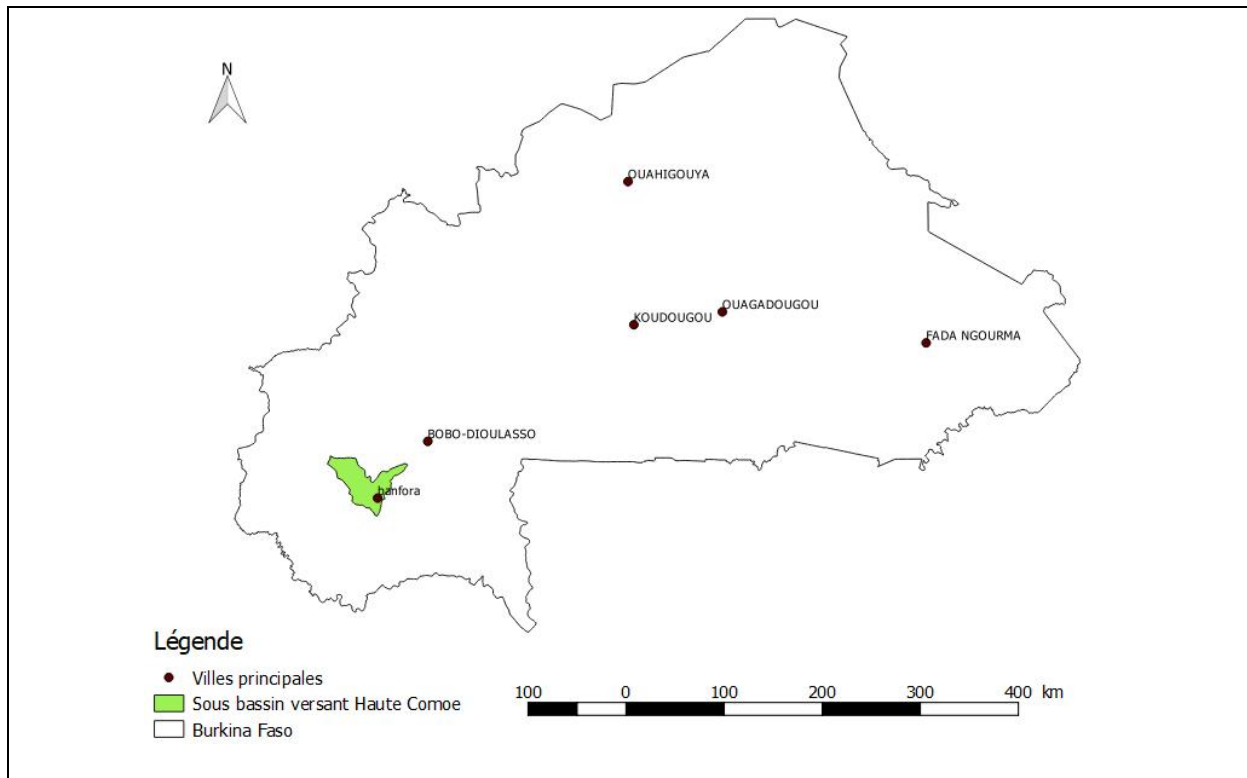 N
OUAHIGOUYA
OUAGADOUGOU
KOUDOUGOU
FADA NGOURMA
BOBO-DIOULASSO
banfora
Légende
Villes principales
Sous bassin versant Haute Comoe
Burkina Faso
100 0 100 200 300 400 km